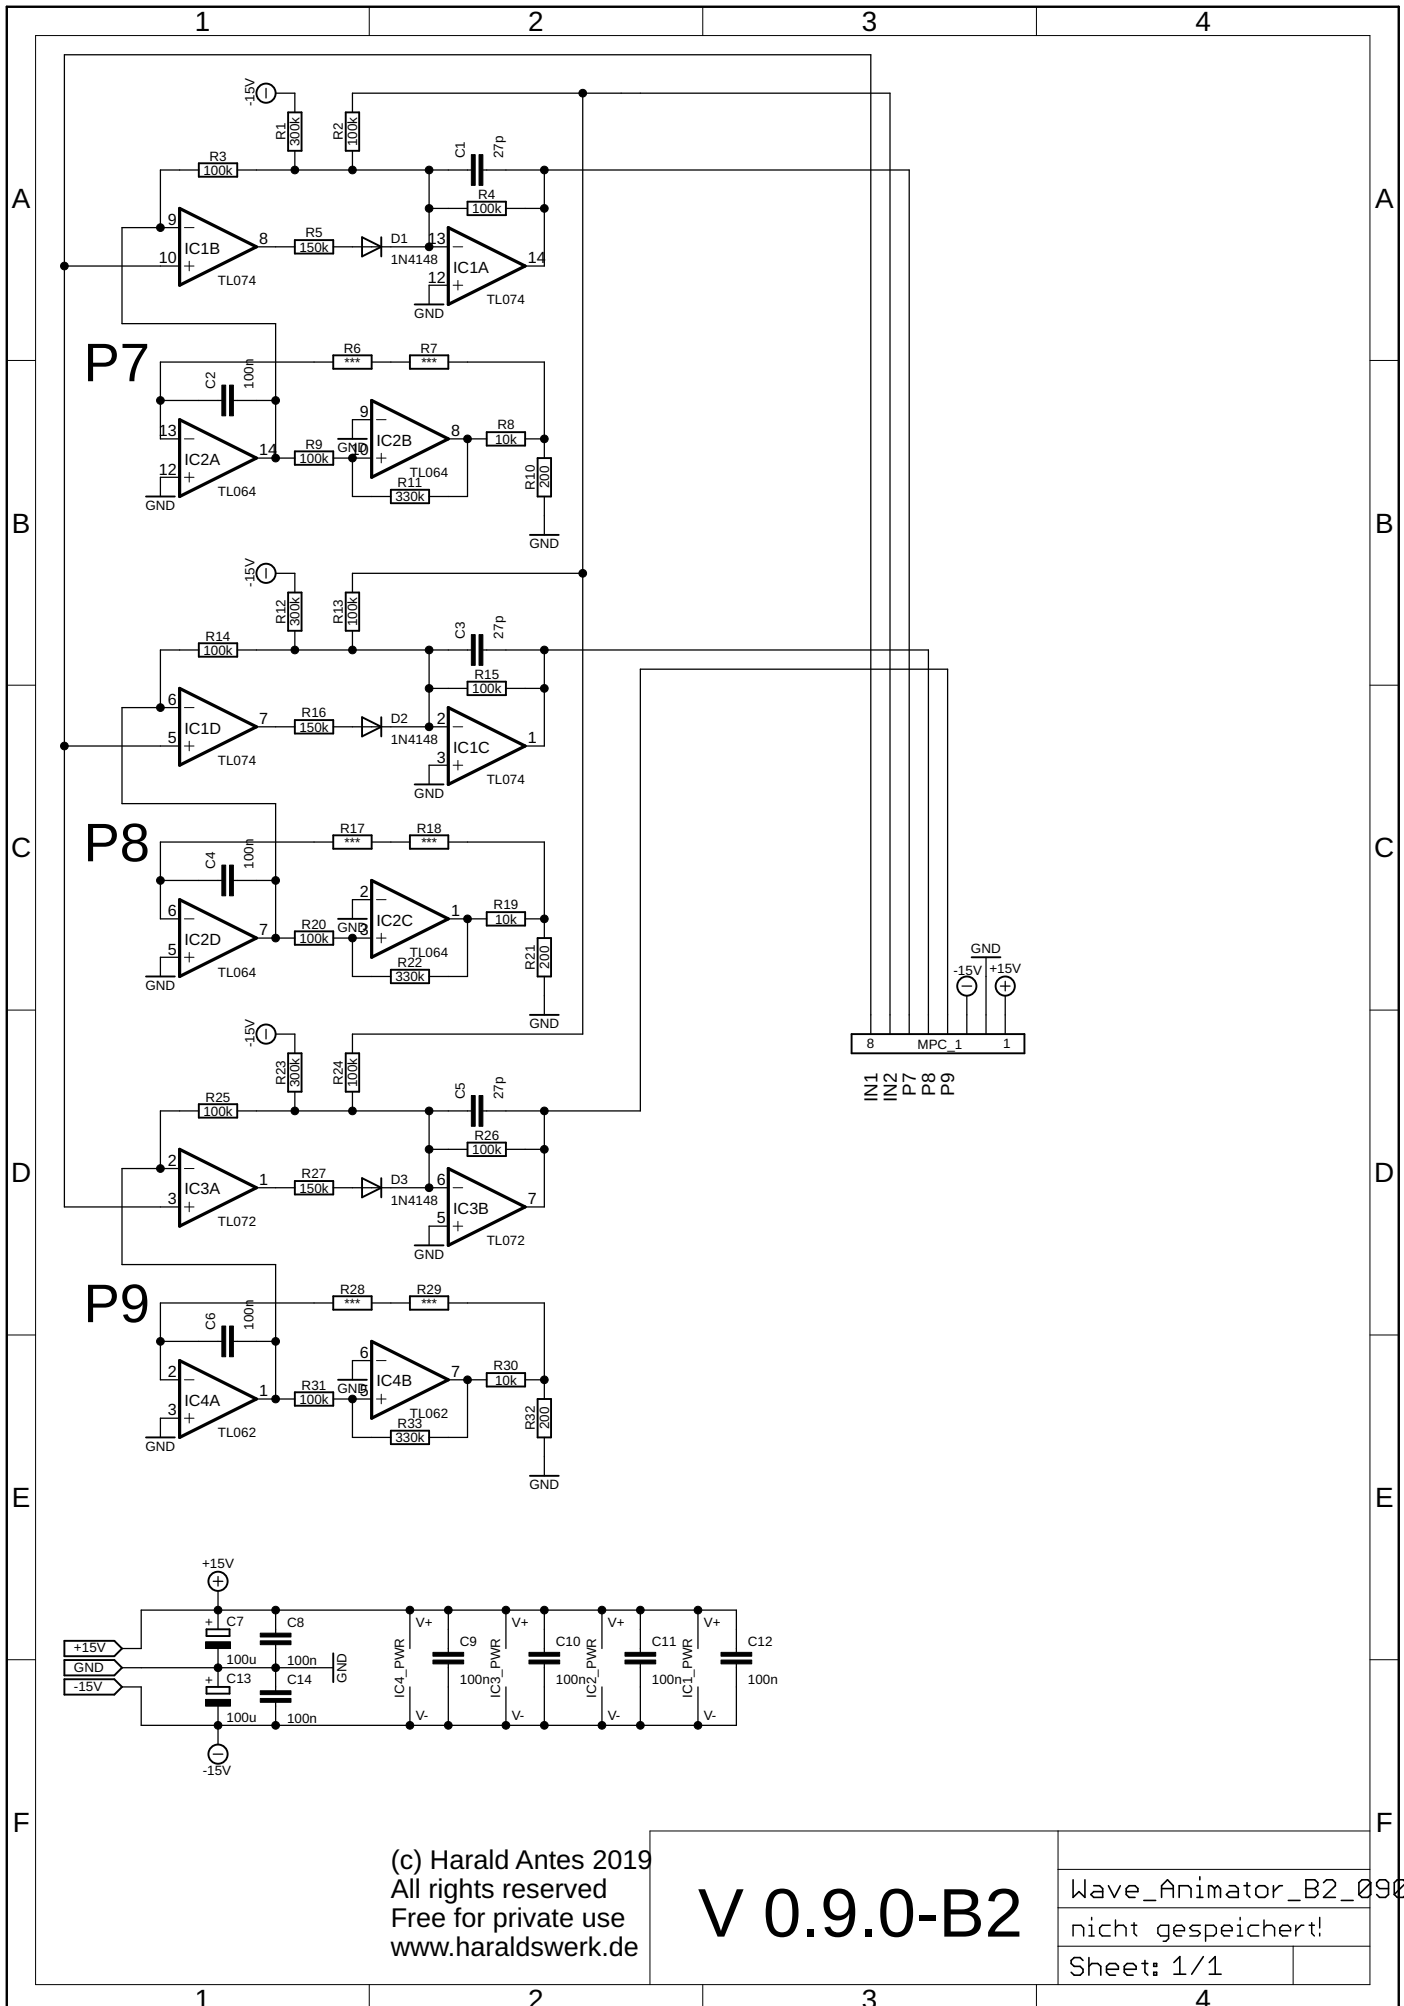 1 2 3 4
A A
B B
C C
D D
E E
F F
1 2 3 4
-15V
R1
300k
R2
100k
R3
100k
C1
27p
R4
100k
9
10
8
IC1B
TL074
R5
150k
D1
1N4148
13
12
14
IC1A
TL074
GND
P7
C2
100n
R6
***
R7
***
13
12
14
IC2A
TL064
GND
R9
100k
9
10
8
IC2B
TL064
GND
R11
330k
R8
10k
R10
200
GND
-15V
R12
300k
R13
100k
R14
100k
C3
27p
R15
100k
6
5
7
IC1D
TL074
R16
150k
D2
1N4148
2
3
1
IC1C
TL074
GND
P8
C4
100n
R17
***
R18
***
6
5
7
IC2D
TL064
GND
R20
100k
2
3
1
IC2C
TL064
GND
R22
330k
R19
10k
R21
200
GND
-15V
R23
300k
R24
100k
R25
100k
C5
27p
R26
100k
2
3
1
IC3A
TL072
R27
150k
D3
1N4148
6
5
7
IC3B
TL072
GND
P9
C6
100n
R28
***
R29
***
2
3
1
IC4A
TL062
GND
R31
100k
6
5
7
IC4B
TL062
GND
R33
330k
R30
10k
R32
200
GND
GND
-15V +15V
8 MPC_1 1
IN1
IN2
P7
P8
P9
+15V
+15V
GND
-15V
+ C7
100u
C8
100n
GND
+ C13
100u
C14
100n
-15V
V+
IC4_PWR
V-
C9
100n
V+
IC3_PWR
V-
C10
100n
V+
IC2_PWR
V-
C11
100n
V+
IC1_PWR
V-
C12
100n
(c) Harald Antes 2019
All rights reserved
Free for private use
www.haraldswerk.de
V 0.9.0-B2
Wave_Animator_B2_090
nicht gespeichert!
Sheet: 1/1